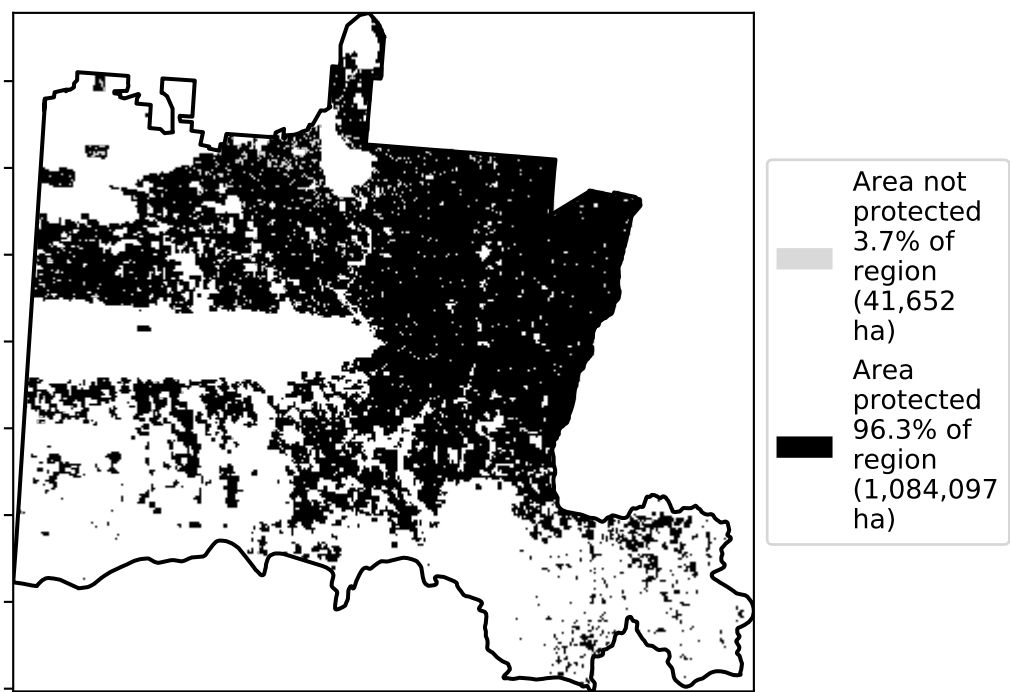 Area not
protected
3.7% of
region
(41,652
ha)
Area
protected
96.3% of
region
(1,084,097
ha)